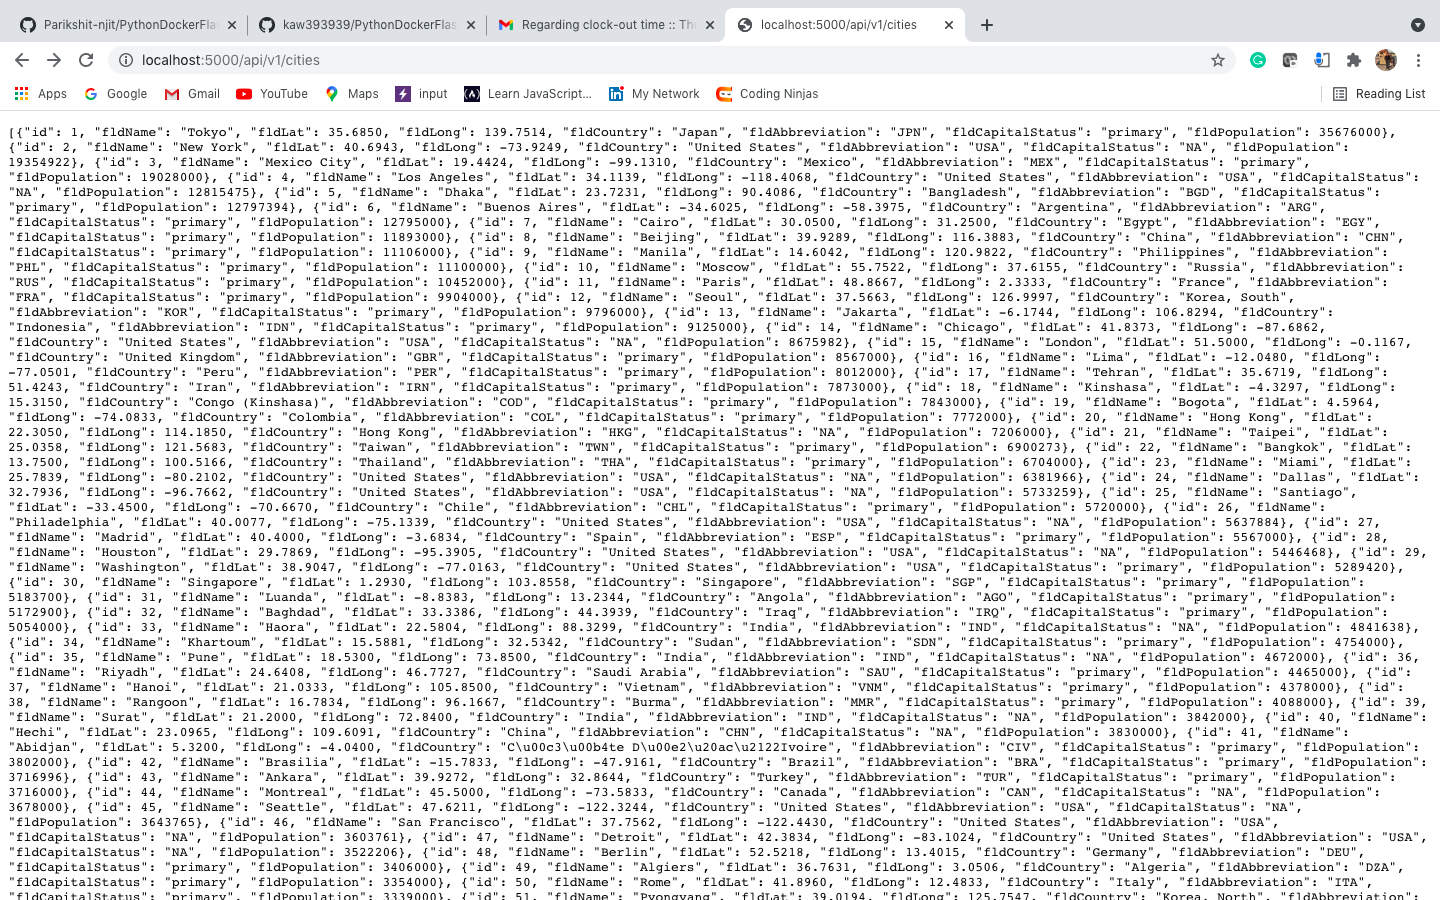 Parikshit-njit/PythonDockerFlas
kaw393939/PythonDockerFlas
Regarding clock-out time :: Th
localhost:5000/api/v1/cities
localhost:5000/api/v1/cities
Apps Google Gmail YouTube Maps input Learn JavaScript... My Network Coding Ninjas Reading List
[{"id": 1, "fldName": "Tokyo", "fldLat": 35.6850, "fldLong": 139.7514, "fldCountry": "Japan", "fldAbbreviation": "JPN", "fldCapitalStatus": "primary", "fldPopulation": 35676000},
{"id": 2, "fldName": "New York", "fldLat": 40.6943, "fldLong": -73.9249, "fldCountry": "United States", "fldAbbreviation": "USA", "fldCapitalStatus": "NA", "fldPopulation":
19354922}, {"id": 3, "fldName": "Mexico City", "fldLat": 19.4424, "fldLong": -99.1310, "fldCountry": "Mexico", "fldAbbreviation": "MEX", "fldCapitalStatus": "primary",
"fldPopulation": 19028000}, {"id": 4, "fldName": "Los Angeles", "fldLat": 34.1139, "fldLong": -118.4068, "fldCountry": "United States", "fldAbbreviation": "USA", "fldCapitalStatus":
"NA", "fldPopulation": 12815475}, {"id": 5, "fldName": "Dhaka", "fldLat": 23.7231, "fldLong": 90.4086, "fldCountry": "Bangladesh", "fldAbbreviation": "BGD", "fldCapitalStatus":
"primary", "fldPopulation": 12797394}, {"id": 6, "fldName": "Buenos Aires", "fldLat": -34.6025, "fldLong": -58.3975, "fldCountry": "Argentina", "fldAbbreviation": "ARG",
"fldCapitalStatus": "primary", "fldPopulation": 12795000}, {"id": 7, "fldName": "Cairo", "fldLat": 30.0500, "fldLong": 31.2500, "fldCountry": "Egypt", "fldAbbreviation": "EGY",
"fldCapitalStatus": "primary", "fldPopulation": 11893000}, {"id": 8, "fldName": "Beijing", "fldLat": 39.9289, "fldLong": 116.3883, "fldCountry": "China", "fldAbbreviation": "CHN",
"fldCapitalStatus": "primary", "fldPopulation": 11106000}, {"id": 9, "fldName": "Manila", "fldLat": 14.6042, "fldLong": 120.9822, "fldCountry": "Philippines", "fldAbbreviation":
"PHL", "fldCapitalStatus": "primary", "fldPopulation": 11100000}, {"id": 10, "fldName": "Moscow", "fldLat": 55.7522, "fldLong": 37.6155, "fldCountry": "Russia", "fldAbbreviation":
"RUS", "fldCapitalStatus": "primary", "fldPopulation": 10452000}, {"id": 11, "fldName": "Paris", "fldLat": 48.8667, "fldLong": 2.3333, "fldCountry": "France", "fldAbbreviation":
"FRA", "fldCapitalStatus": "primary", "fldPopulation": 9904000}, {"id": 12, "fldName": "Seoul", "fldLat": 37.5663, "fldLong": 126.9997, "fldCountry": "Korea, South",
"fldAbbreviation": "KOR", "fldCapitalStatus": "primary", "fldPopulation": 9796000}, {"id": 13, "fldName": "Jakarta", "fldLat": -6.1744, "fldLong": 106.8294, "fldCountry":
"Indonesia", "fldAbbreviation": "IDN", "fldCapitalStatus": "primary", "fldPopulation": 9125000}, {"id": 14, "fldName": "Chicago", "fldLat": 41.8373, "fldLong": -87.6862,
"fldCountry": "United States", "fldAbbreviation": "USA", "fldCapitalStatus": "NA", "fldPopulation": 8675982}, {"id": 15, "fldName": "London", "fldLat": 51.5000, "fldLong": -0.1167,
"fldCountry": "United Kingdom", "fldAbbreviation": "GBR", "fldCapitalStatus": "primary", "fldPopulation": 8567000}, {"id": 16, "fldName": "Lima", "fldLat": -12.0480, "fldLong":
-77.0501, "fldCountry": "Peru", "fldAbbreviation": "PER", "fldCapitalStatus": "primary", "fldPopulation": 8012000}, {"id": 17, "fldName": "Tehran", "fldLat": 35.6719, "fldLong":
51.4243, "fldCountry": "Iran", "fldAbbreviation": "IRN", "fldCapitalStatus": "primary", "fldPopulation": 7873000}, {"id": 18, "fldName": "Kinshasa", "fldLat": -4.3297, "fldLong":
15.3150, "fldCountry": "Congo (Kinshasa)", "fldAbbreviation": "COD", "fldCapitalStatus": "primary", "fldPopulation": 7843000}, {"id": 19, "fldName": "Bogota", "fldLat": 4.5964,
"fldLong": -74.0833, "fldCountry": "Colombia", "fldAbbreviation": "COL", "fldCapitalStatus": "primary", "fldPopulation": 7772000}, {"id": 20, "fldName": "Hong Kong", "fldLat":
22.3050, "fldLong": 114.1850, "fldCountry": "Hong Kong", "fldAbbreviation": "HKG", "fldCapitalStatus": "NA", "fldPopulation": 7206000}, {"id": 21, "fldName": "Taipei", "fldLat":
25.0358, "fldLong": 121.5683, "fldCountry": "Taiwan", "fldAbbreviation": "TWN", "fldCapitalStatus": "primary", "fldPopulation": 6900273}, {"id": 22, "fldName": "Bangkok", "fldLat":
13.7500, "fldLong": 100.5166, "fldCountry": "Thailand", "fldAbbreviation": "THA", "fldCapitalStatus": "primary", "fldPopulation": 6704000}, {"id": 23, "fldName": "Miami", "fldLat":
25.7839, "fldLong": -80.2102, "fldCountry": "United States", "fldAbbreviation": "USA", "fldCapitalStatus": "NA", "fldPopulation": 6381966}, {"id": 24, "fldName": "Dallas", "fldLat":
32.7936, "fldLong": -96.7662, "fldCountry": "United States", "fldAbbreviation": "USA", "fldCapitalStatus": "NA", "fldPopulation": 5733259}, {"id": 25, "fldName": "Santiago",
"fldLat": -33.4500, "fldLong": -70.6670, "fldCountry": "Chile", "fldAbbreviation": "CHL", "fldCapitalStatus": "primary", "fldPopulation": 5720000}, {"id": 26, "fldName":
"Philadelphia", "fldLat": 40.0077, "fldLong": -75.1339, "fldCountry": "United States", "fldAbbreviation": "USA", "fldCapitalStatus": "NA", "fldPopulation": 5637884}, {"id": 27,
"fldName": "Madrid", "fldLat": 40.4000, "fldLong": -3.6834, "fldCountry": "Spain", "fldAbbreviation": "ESP", "fldCapitalStatus": "primary", "fldPopulation": 5567000}, {"id": 28,
"fldName": "Houston", "fldLat": 29.7869, "fldLong": -95.3905, "fldCountry": "United States", "fldAbbreviation": "USA", "fldCapitalStatus": "NA", "fldPopulation": 5446468}, {"id": 29,
"fldName": "Washington", "fldLat": 38.9047, "fldLong": -77.0163, "fldCountry": "United States", "fldAbbreviation": "USA", "fldCapitalStatus": "primary", "fldPopulation": 5289420},
{"id": 30, "fldName": "Singapore", "fldLat": 1.2930, "fldLong": 103.8558, "fldCountry": "Singapore", "fldAbbreviation": "SGP", "fldCapitalStatus": "primary", "fldPopulation":
5183700}, {"id": 31, "fldName": "Luanda", "fldLat": -8.8383, "fldLong": 13.2344, "fldCountry": "Angola", "fldAbbreviation": "AGO", "fldCapitalStatus": "primary", "fldPopulation":
5172900}, {"id": 32, "fldName": "Baghdad", "fldLat": 33.3386, "fldLong": 44.3939, "fldCountry": "Iraq", "fldAbbreviation": "IRQ", "fldCapitalStatus": "primary", "fldPopulation":
5054000}, {"id": 33, "fldName": "Haora", "fldLat": 22.5804, "fldLong": 88.3299, "fldCountry": "India", "fldAbbreviation": "IND", "fldCapitalStatus": "NA", "fldPopulation": 4841638},
{"id": 34, "fldName": "Khartoum", "fldLat": 15.5881, "fldLong": 32.5342, "fldCountry": "Sudan", "fldAbbreviation": "SDN", "fldCapitalStatus": "primary", "fldPopulation": 4754000},
{"id": 35, "fldName": "Pune", "fldLat": 18.5300, "fldLong": 73.8500, "fldCountry": "India", "fldAbbreviation": "IND", "fldCapitalStatus": "NA", "fldPopulation": 4672000}, {"id": 36,
"fldName": "Riyadh", "fldLat": 24.6408, "fldLong": 46.7727, "fldCountry": "Saudi Arabia", "fldAbbreviation": "SAU", "fldCapitalStatus": "primary", "fldPopulation": 4465000}, {"id":
37, "fldName": "Hanoi", "fldLat": 21.0333, "fldLong": 105.8500, "fldCountry": "Vietnam", "fldAbbreviation": "VNM", "fldCapitalStatus": "primary", "fldPopulation": 4378000}, {"id":
38, "fldName": "Rangoon", "fldLat": 16.7834, "fldLong": 96.1667, "fldCountry": "Burma", "fldAbbreviation": "MMR", "fldCapitalStatus": "primary", "fldPopulation": 4088000}, {"id": 39,
"fldName": "Surat", "fldLat": 21.2000, "fldLong": 72.8400, "fldCountry": "India", "fldAbbreviation": "IND", "fldCapitalStatus": "NA", "fldPopulation": 3842000}, {"id": 40, "fldName":
"Hechi", "fldLat": 23.0965, "fldLong": 109.6091, "fldCountry": "China", "fldAbbreviation": "CHN", "fldCapitalStatus": "NA", "fldPopulation": 3830000}, {"id": 41, "fldName":
"Abidjan", "fldLat": 5.3200, "fldLong": -4.0400, "fldCountry": "C\u00c3\u00b4te D\u00e2\u20ac\u2122Ivoire", "fldAbbreviation": "CIV", "fldCapitalStatus": "primary", "fldPopulation":
3802000}, {"id": 42, "fldName": "Brasilia", "fldLat": -15.7833, "fldLong": -47.9161, "fldCountry": "Brazil", "fldAbbreviation": "BRA", "fldCapitalStatus": "primary", "fldPopulation":
3716996}, {"id": 43, "fldName": "Ankara", "fldLat": 39.9272, "fldLong": 32.8644, "fldCountry": "Turkey", "fldAbbreviation": "TUR", "fldCapitalStatus": "primary", "fldPopulation":
3716000}, {"id": 44, "fldName": "Montreal", "fldLat": 45.5000, "fldLong": -73.5833, "fldCountry": "Canada", "fldAbbreviation": "CAN", "fldCapitalStatus": "NA", "fldPopulation":
3678000}, {"id": 45, "fldName": "Seattle", "fldLat": 47.6211, "fldLong": -122.3244, "fldCountry": "United States", "fldAbbreviation": "USA", "fldCapitalStatus": "NA",
"fldPopulation": 3643765}, {"id": 46, "fldName": "San Francisco", "fldLat": 37.7562, "fldLong": -122.4430, "fldCountry": "United States", "fldAbbreviation": "USA",
"fldCapitalStatus": "NA", "fldPopulation": 3603761}, {"id": 47, "fldName": "Detroit", "fldLat": 42.3834, "fldLong": -83.1024, "fldCountry": "United States", "fldAbbreviation": "USA",
"fldCapitalStatus": "NA", "fldPopulation": 3522206}, {"id": 48, "fldName": "Berlin", "fldLat": 52.5218, "fldLong": 13.4015, "fldCountry": "Germany", "fldAbbreviation": "DEU",
"fldCapitalStatus": "primary", "fldPopulation": 3406000}, {"id": 49, "fldName": "Algiers", "fldLat": 36.7631, "fldLong": 3.0506, "fldCountry": "Algeria", "fldAbbreviation": "DZA",
"fldCapitalStatus": "primary", "fldPopulation": 3354000}, {"id": 50, "fldName": "Rome", "fldLat": 41.8960, "fldLong": 12.4833, "fldCountry": "Italy", "fldAbbreviation": "ITA",
"fldCapitalStatus": "primary", "fldPopulation": 3339000}, {"id": 51, "fldName": "Pyongyang", "fldLat": 39.0194, "fldLong": 125.7547, "fldCountry": "Korea, North", "fldAbbreviation":